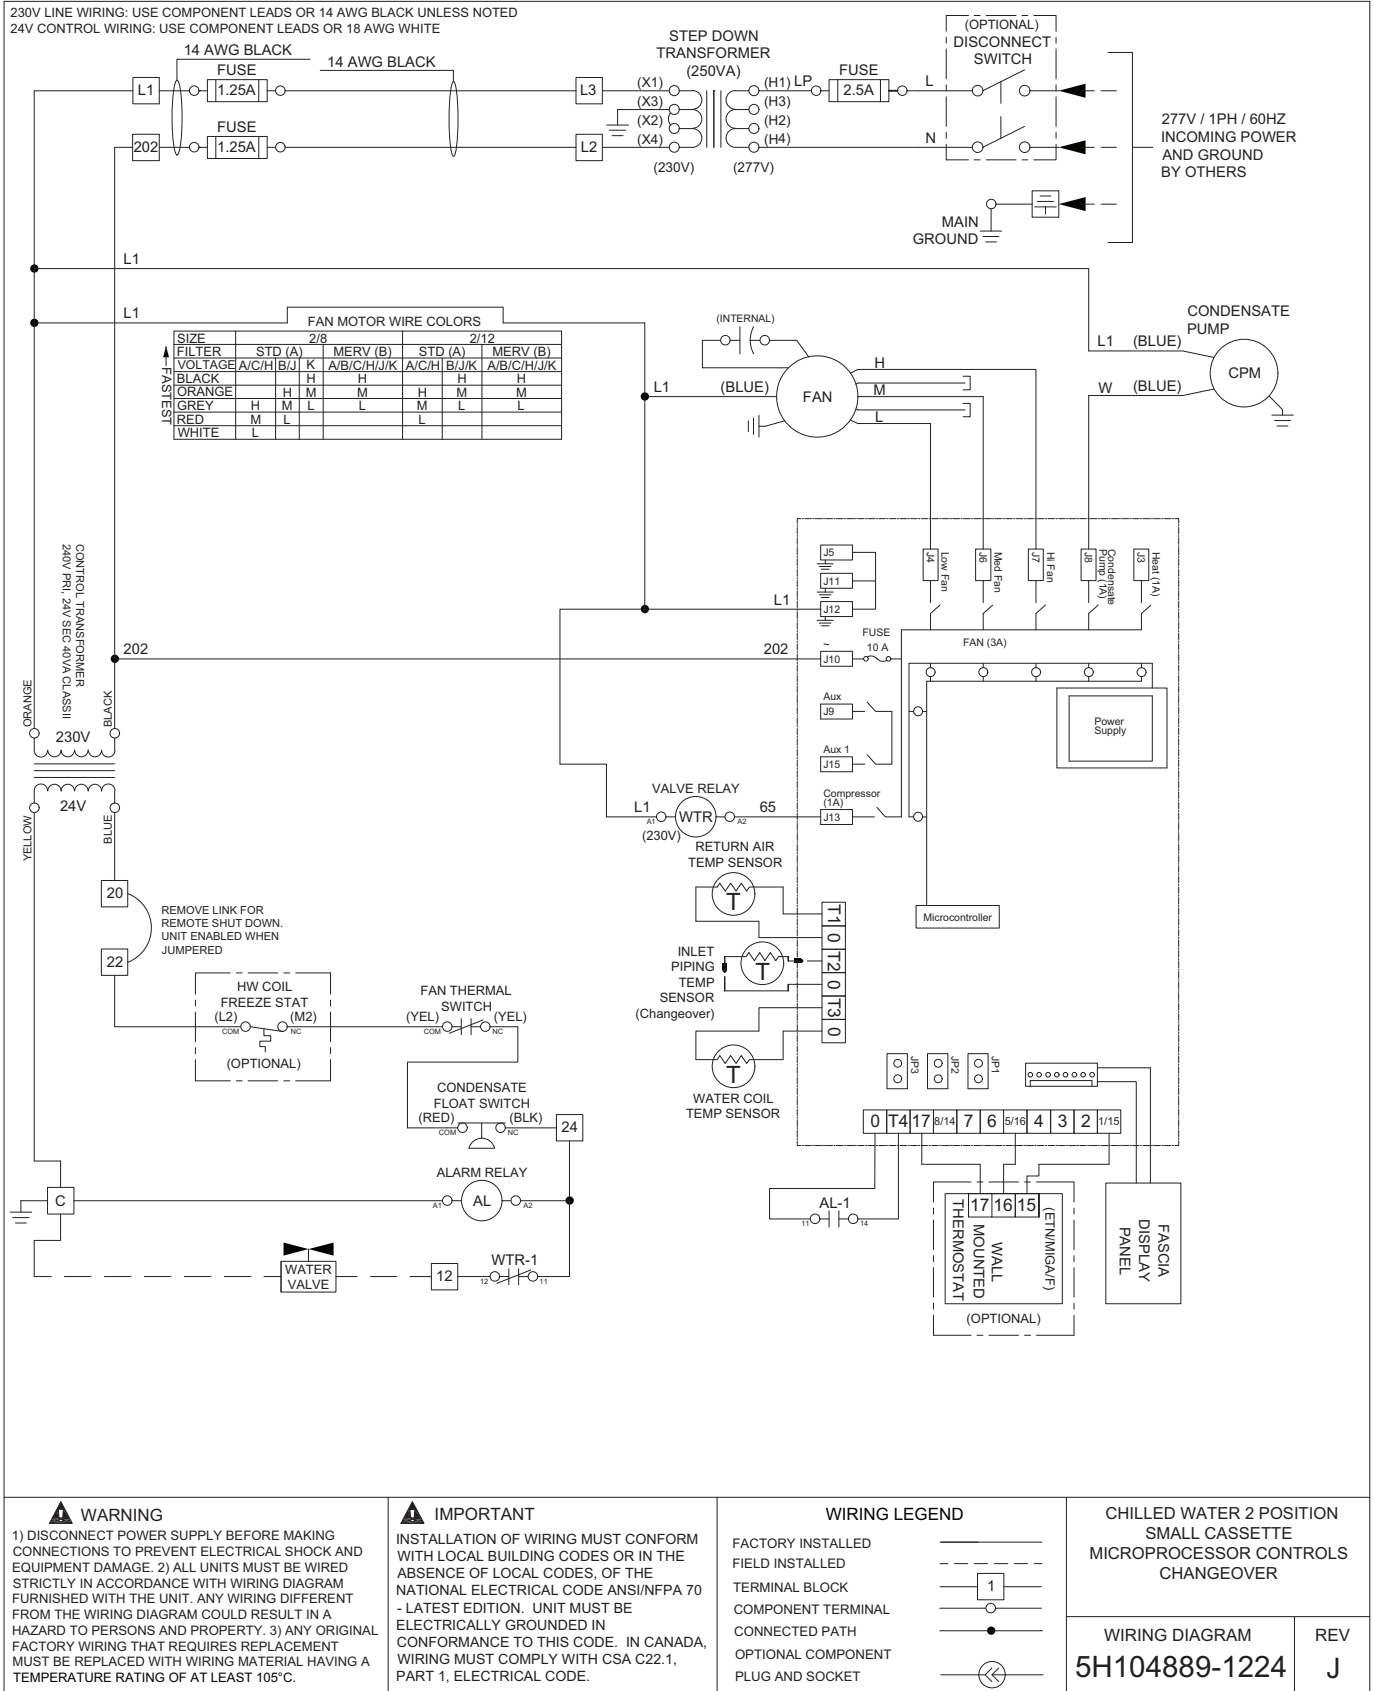 230V LINE WIRING: USE COMPONENT LEADS OR 14 AWG BLACK UNLESS NOTED
24V CONTROL WIRING: USE COMPONENT LEADS OR 18 AWG WHITE
14 AWG BLACK
14 AWG BLACK
L1
FUSE
1.25A
202
FUSE
1.25A
L3
L2
STEP DOWN
TRANSFORMER
(250VA)
(X1)
(X3)
(X2)
(X4)
(H1)
(H3)
(H2)
(H4)
(230V)
(277V)
LP
FUSE
2.5A
L
N
(OPTIONAL)
DISCONNECT
SWITCH
277V / 1PH / 60HZ
INCOMING POWER
AND GROUND
BY OTHERS
MAIN
GROUND
L1
L1
FAN MOTOR WIRE COLORS
SIZE 2/8 2/12
FILTER STD (A) MERV (B) STD (A) MERV (B)
VOLTAGE A/C/H B/J K A/B/C/H/J/K A/C/H B/J/K A/B/C/H/J/K
BLACK H H H H
ORANGE H M M H M M
GREY H M L L M L L
RED M L L
WHITE L
FASTEST
(INTERNAL)
L1
(BLUE)
FAN
H
M
L
CONDENSATE
PUMP
L1 (BLUE)
W (BLUE)
CPM
CONTROL TRANSFORMER
240V PRI, 24V SEC 40VA CLASSII
ORANGE
BLACK
230V
24V
YELLOW
BLUE
202
L1
202
J5
J11
J12
~
J10
FUSE
10 A
J4
Low Fan
J6
Med Fan
J7
Hi Fan
J8
Condensate
Pump (1A)
J3
Heat (1A)
FAN (3A)
Aux
J9
Aux 1
J15
Compressor
(1A)
J13
Power
Supply
Microcontroller
VALVE RELAY
L1
A1
WTR
A2
65
(230V)
RETURN AIR
TEMP SENSOR
T
INLET
PIPING
TEMP
SENSOR
(Changeover)
T
T
WATER COIL
TEMP SENSOR
T1
0
T2
0
T3
0
20
22
REMOVE LINK FOR
REMOTE SHUT DOWN.
UNIT ENABLED WHEN
JUMPERED
HW COIL
FREEZE STAT
(L2)
(M2)
COM
NC
(OPTIONAL)
FAN THERMAL
SWITCH
(YEL)
(YEL)
COM
NC
CONDENSATE
FLOAT SWITCH
(RED)
(BLK)
COM
NC
24
ALARM RELAY
A1
AL
A2
C
WATER
VALVE
12
WTR-1
12
11
JP3
JP2
JP1
0 T4 17 8/14 7 6 5/16 4 3 2 1/15
AL-1
11
14
17 16 15
WALL
MOUNTED
THERMOSTAT
(ETN/MIGA/F)
(OPTIONAL)
FASCIA
DISPLAY
PANEL
WARNING
1) DISCONNECT POWER SUPPLY BEFORE MAKING
CONNECTIONS TO PREVENT ELECTRICAL SHOCK AND
EQUIPMENT DAMAGE. 2) ALL UNITS MUST BE WIRED
STRICTLY IN ACCORDANCE WITH WIRING DIAGRAM
FURNISHED WITH THE UNIT. ANY WIRING DIFFERENT
FROM THE WIRING DIAGRAM COULD RESULT IN A
HAZARD TO PERSONS AND PROPERTY. 3) ANY ORIGINAL
FACTORY WIRING THAT REQUIRES REPLACEMENT
MUST BE REPLACED WITH WIRING MATERIAL HAVING A
TEMPERATURE RATING OF AT LEAST 105°C.
IMPORTANT
INSTALLATION OF WIRING MUST CONFORM
WITH LOCAL BUILDING CODES OR IN THE
ABSENCE OF LOCAL CODES, OF THE
NATIONAL ELECTRICAL CODE ANSI/NFPA 70
- LATEST EDITION. UNIT MUST BE
ELECTRICALLY GROUNDED IN
CONFORMANCE TO THIS CODE. IN CANADA,
WIRING MUST COMPLY WITH CSA C22.1,
PART 1, ELECTRICAL CODE.
WIRING LEGEND
FACTORY INSTALLED
FIELD INSTALLED
TERMINAL BLOCK 1
COMPONENT TERMINAL
CONNECTED PATH
OPTIONAL COMPONENT
PLUG AND SOCKET
CHILLED WATER 2 POSITION
SMALL CASSETTE
MICROPROCESSOR CONTROLS
CHANGEOVER
WIRING DIAGRAM
5H104889-1224
REV
J